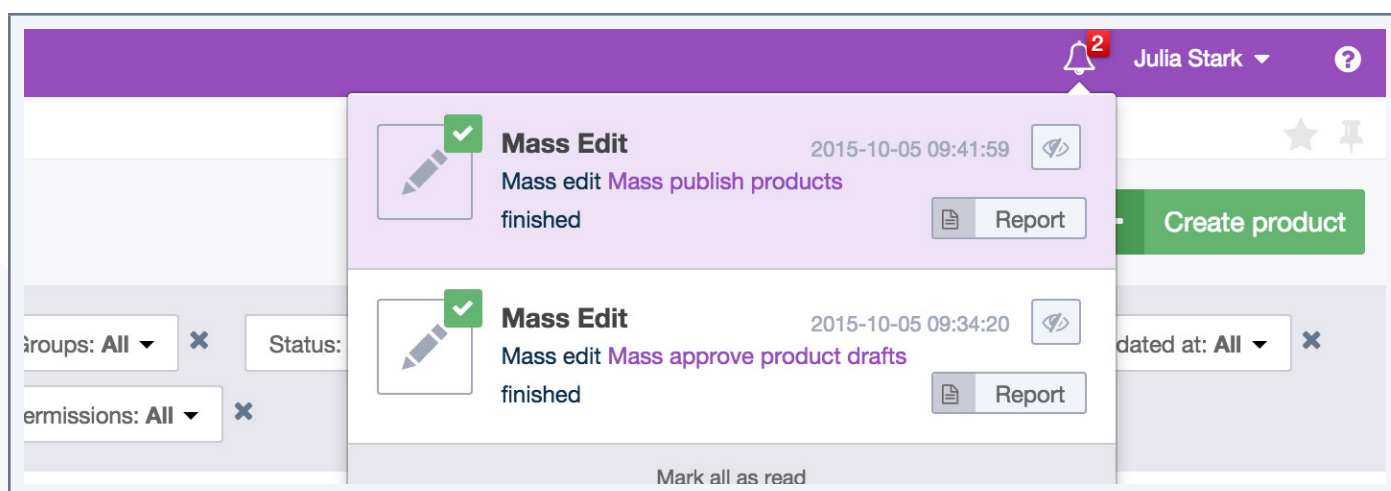 2
Julia Stark
Mass Edit
2015-10-05 09:41:59
Mass edit Mass publish products
finished
Report
Create product
Mass Edit
2015-10-05 09:34:20
Groups: All
Status:
Mass edit Mass approve product drafts
dated at: All
finished
Report
ermissions: All
Mark all as read